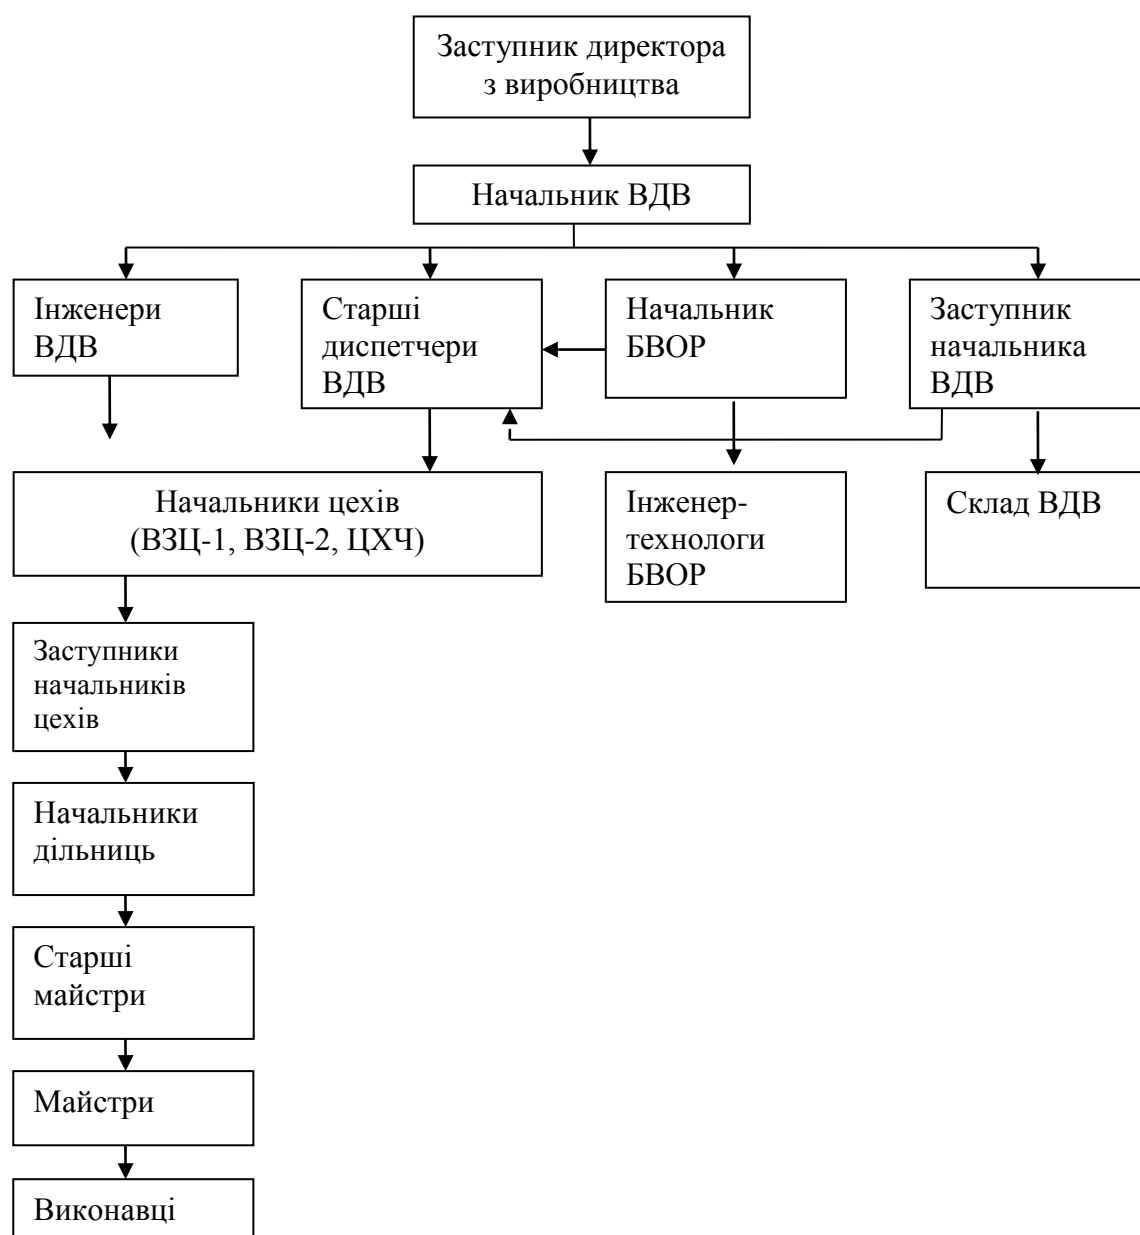 Заступник директора
з виробництва
Начальник ВДВ
Інженери
ВДВ
Старші
диспетчери
ВДВ
Начальник
БВОР
Заступник
начальника
ВДВ
Начальники цехів
(ВЗЦ-1, ВЗЦ-2, ЦХЧ)
Інженер-
технологи
БВОР
Склад ВДВ
Заступники
начальників
цехів
Начальники
дільниць
Старші
майстри
Майстри
Виконавці